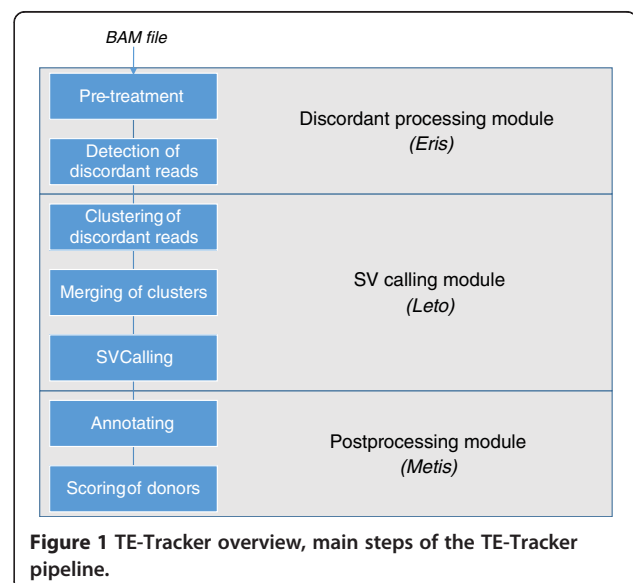 BAM file
Pre-treatment
Discordant processing module
(Eris)
Detection of
discordant reads
Clustering of
discordant reads
Merging of clusters
SV calling module
(Leto)
SVCalling
Annotating
Postprocessing module
(Metis)
Scoring of donors
Figure 1 TE-Tracker overview, main steps of the TE-Tracker
pipeline.